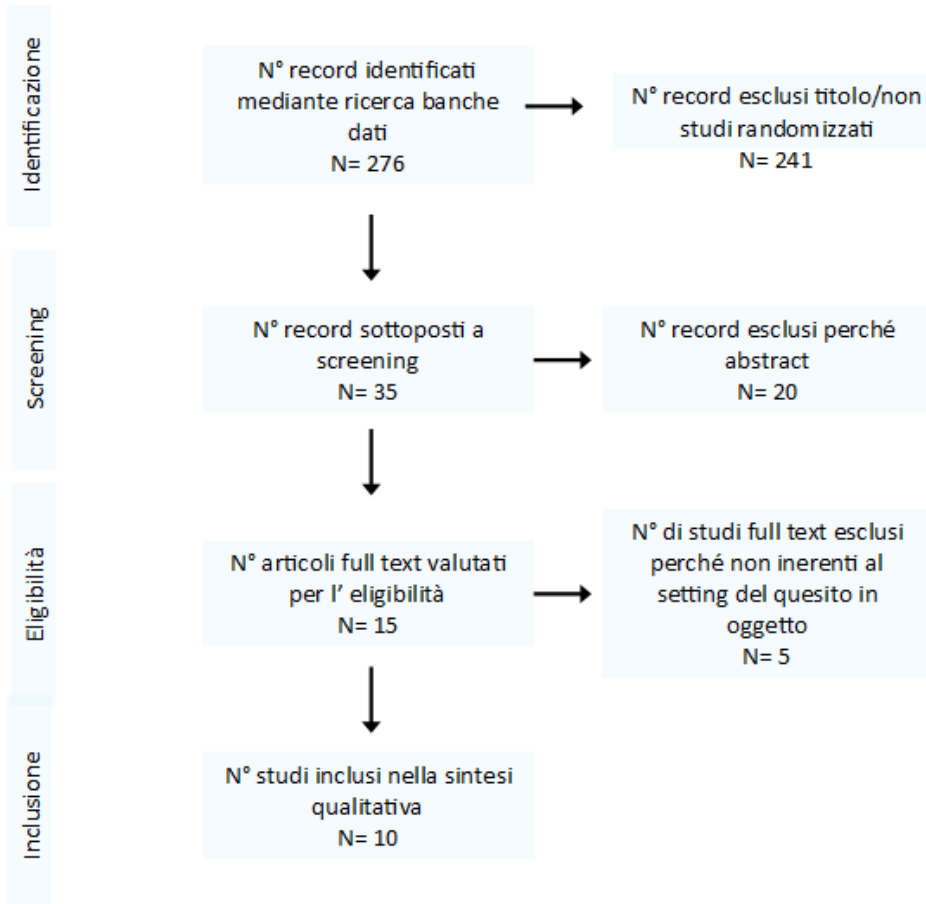 Identificazione
N° record identificati
mediante ricerca banche
dati
N= 276
N° record esclusi titolo/non
studi randomizzati
N= 241
Screening
N° record sottoposti a
screening
N= 35
N° record esclusi perché
abstract
N= 20
Eligibilità
N° articoli full text valutati
per l’ eligibilità
N= 15
N° di studi full text esclusi
perché non inerenti al
setting del quesito in
oggetto
N= 5
Inclusione
N° studi inclusi nella sintesi
qualitativa
N= 10